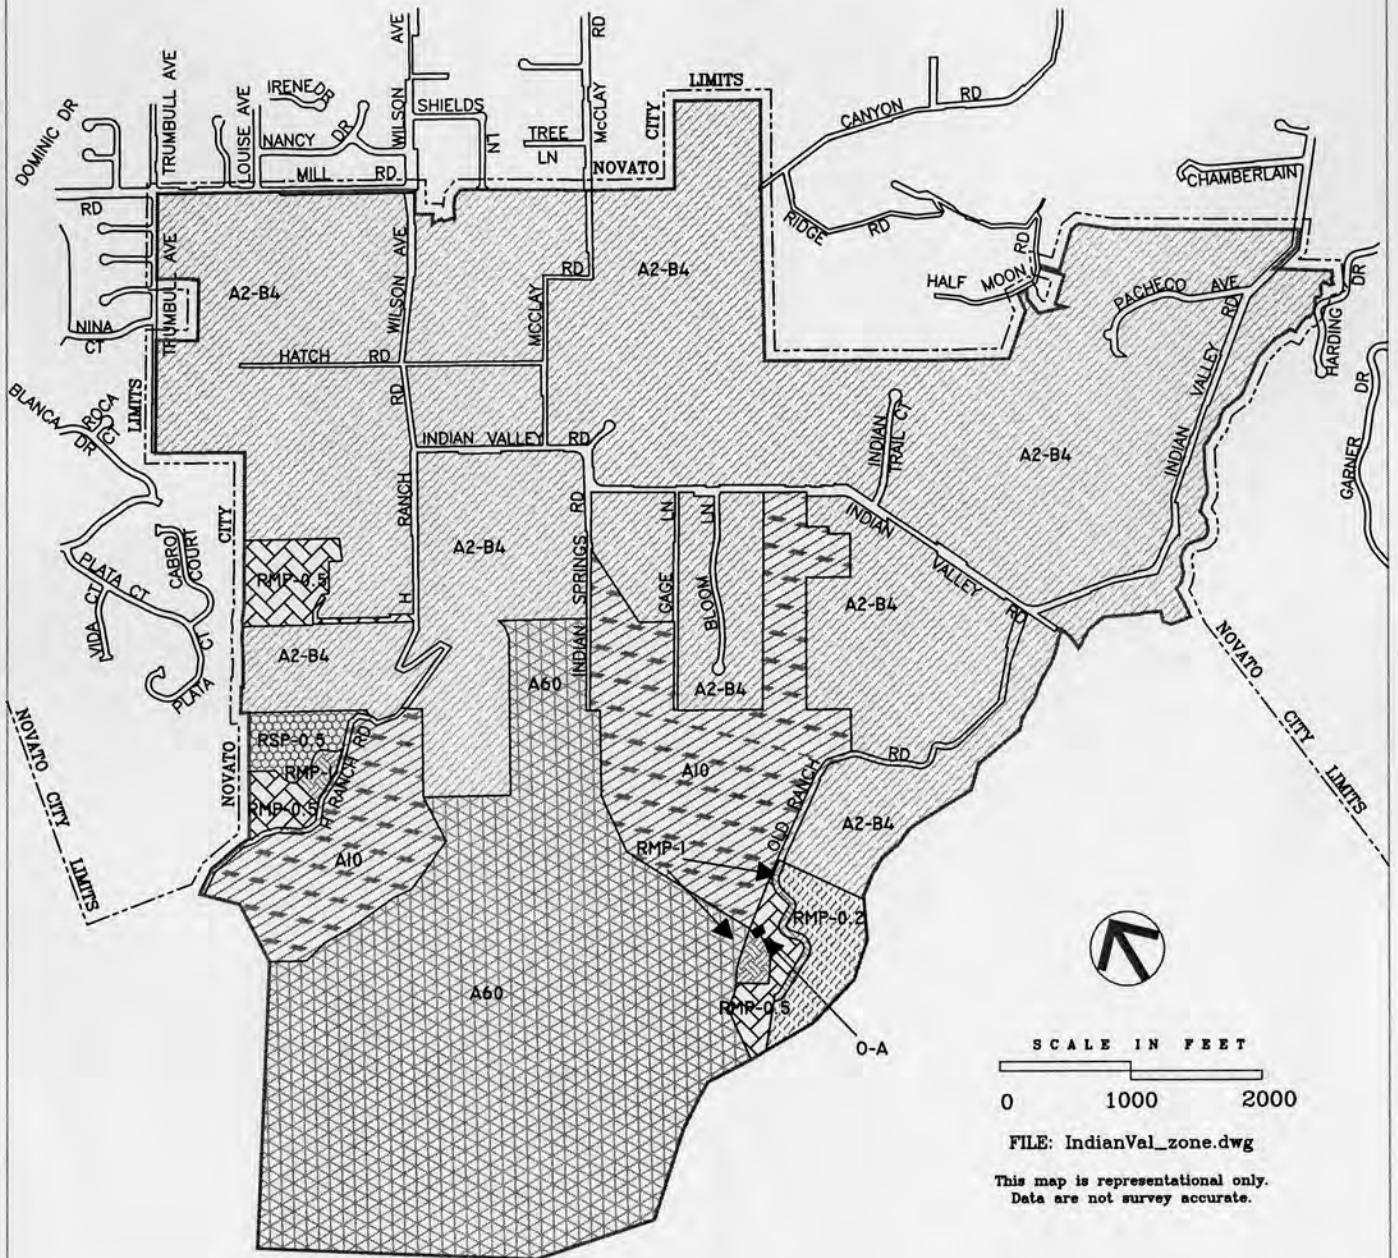 DOMINIC DR
TRUMBULL AVE
LOUISE AVE
IRENE DR
NANCY DR
MILL RD
WILSON AVE
SHIELDS LN
TREE LN
McCLAY RD
NOVATO CITY LIMITS
CANYON RD
RIDGE RD
HALF MOON RD
CHAMBERLAIN
RD
TRUMBULL AVE
NINA CT
A2-B4
WILSON AVE
HATCH RD
MCCLAY RD
A2-B4
PACHECO AVE
INDIAN VALLEY RD
HARDING DR
GARNER DR
BLANCA DR
ROCA CT
LIMITS
CITY
NOVATO
RD
INDIAN VALLEY RD
INDIAN TRAIL CT
A2-B4
CABRO COURT
PLATA CT
VIDA CT
PLATA CT
RMP-0.5
H RANCH
A2-B4
INDIAN SPRINGS RD
GAGE LN
BLOOM LN
INDIAN VALLEY RD
A2-B4
A2-B4
A60
A2-B4
NOVATO CITY LIMITS
NOVATO CITY LIMITS
RSP-0.5
RMP-1
RMP-0.5
H RANCH RD
A10
A10
OLD RANCH RD
A2-B4
RMP-1
RMP-0.2
A60
RMP-0.5
O-A
SCALE IN FEET
0 1000 2000
FILE: IndianVal_zone.dwg
This map is representational only.
Data are not survey accurate.